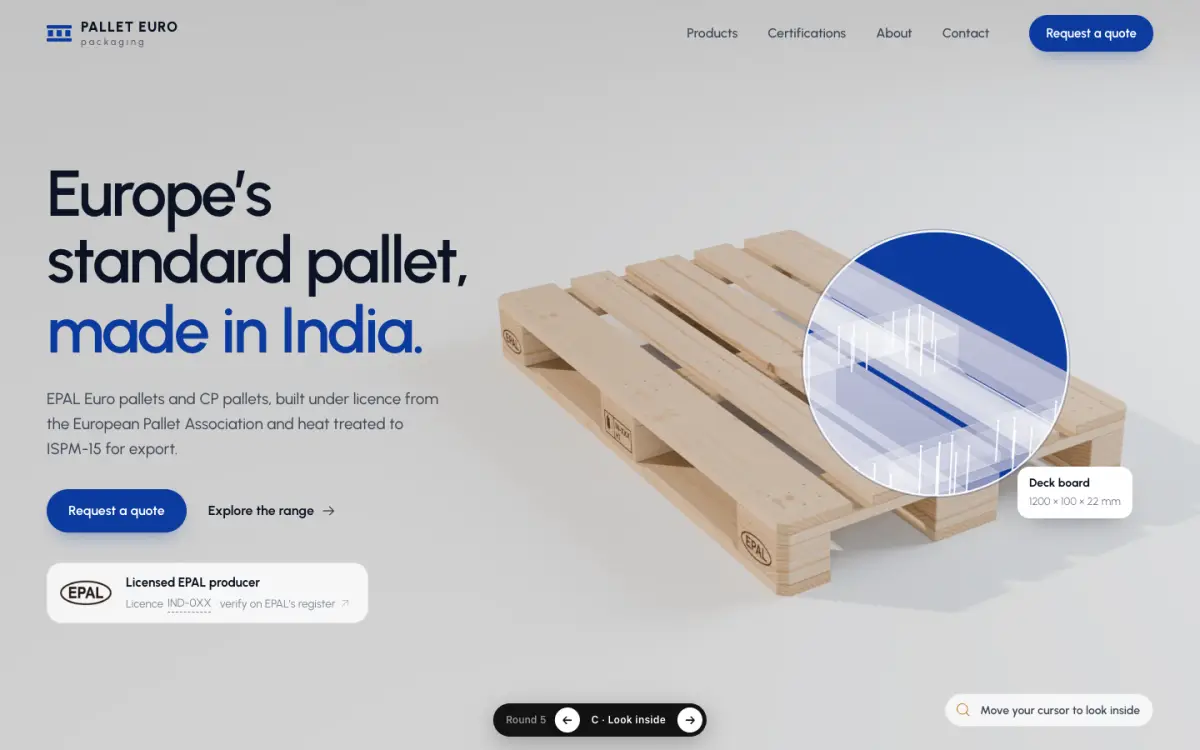 PALLET EURO
packaging
Products
Certifications
About
Contact
Request a quote
Europe's
standard pallet,
made in India.
EPAL Euro pallets and CP pallets, built under licence from
the European Pallet Association and heat treated to
ISPM-15 for export.
Request a quote
Explore the range →
EPAL
Licensed EPAL producer
Licence IND-0XX verify on EPAL's register ↗
EPAL
EPAL
Deck board
1200 × 100 × 22 mm
Round 5 ← C · Look inside →
Move your cursor to look inside